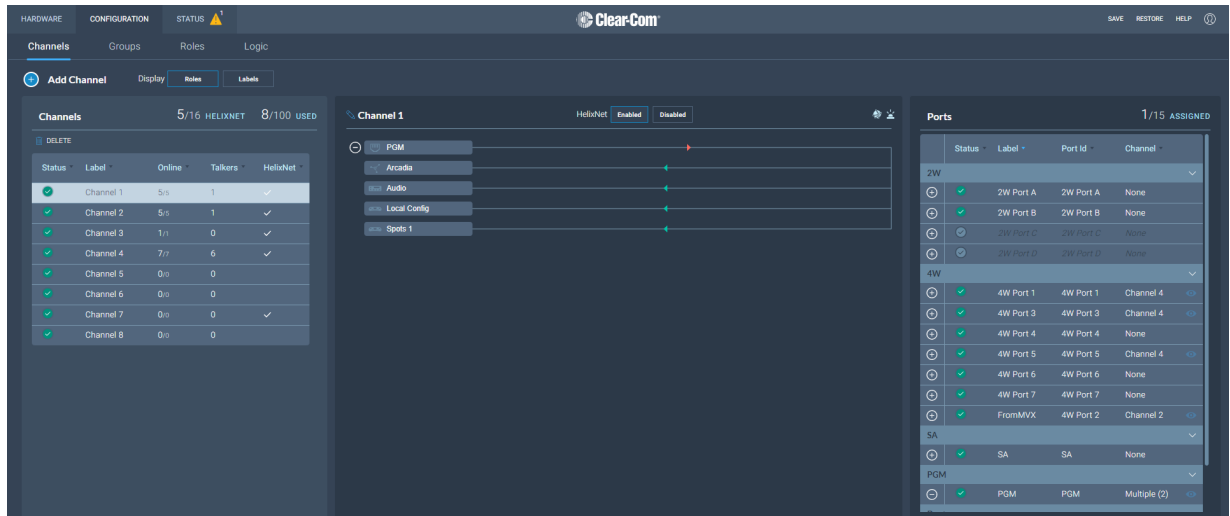 HARDWARE CONFIGURATION STATUS 1 Clear-Com SAVE RESTORE HELP
Channels Groups Roles Logic
Add Channel Display Roles Labels
Channels 5/16 HELIXNET 8/100 USED
DELETE
Status Label Online Talkers HelixNet
Channel 1 5/5 1
Channel 2 5/5 1
Channel 3 1/1 0
Channel 4 7/7 6
Channel 5 0/0 0
Channel 6 0/0 0
Channel 7 0/0 0
Channel 8 0/0 0
Channel 1 HelixNet Enabled Disabled
PGM
Arcadia
Audio
Local Config
Spots 1
Ports 1/15 ASSIGNED
Status Label Port Id Channel
2W
2W Port A 2W Port A None
2W Port B 2W Port B None
2W Port C 2W Port C None
2W Port D 2W Port D None
4W
4W Port 1 4W Port 1 Channel 4
4W Port 3 4W Port 3 Channel 4
4W Port 4 4W Port 4 None
4W Port 5 4W Port 5 Channel 4
4W Port 6 4W Port 6 None
4W Port 7 4W Port 7 None
FromMVX 4W Port 2 Channel 2
SA
SA SA None
PGM
PGM PGM Multiple (2)